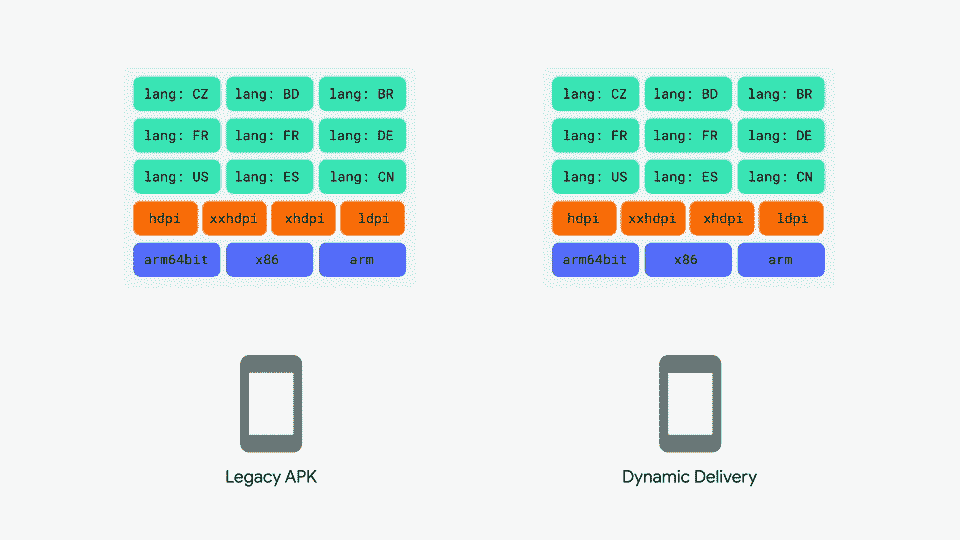 lang: CZ lang: BD lang: BR
lang: FR lang: FR lang: DE
lang: US lang: ES lang: CN
hdpi xxhdpi xhdpi ldpi
arm64bit x86 arm
Legacy APK
lang: CZ lang: BD lang: BR
lang: FR lang: FR lang: DE
lang: US lang: ES lang: CN
hdpi xxhdpi xhdpi ldpi
arm64bit x86 arm
Dynamic Delivery